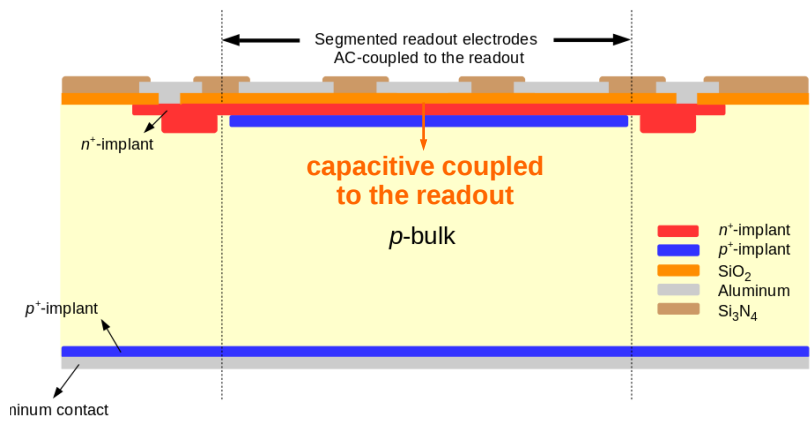 Segmented readout electrodes
AC-coupled to the readout
n⁺-implant
capacitive coupled
to the readout
p-bulk
n⁺-implant
p⁺-implant
SiO₂
Aluminum
Si₃N₄
p⁺-implant
minum contact